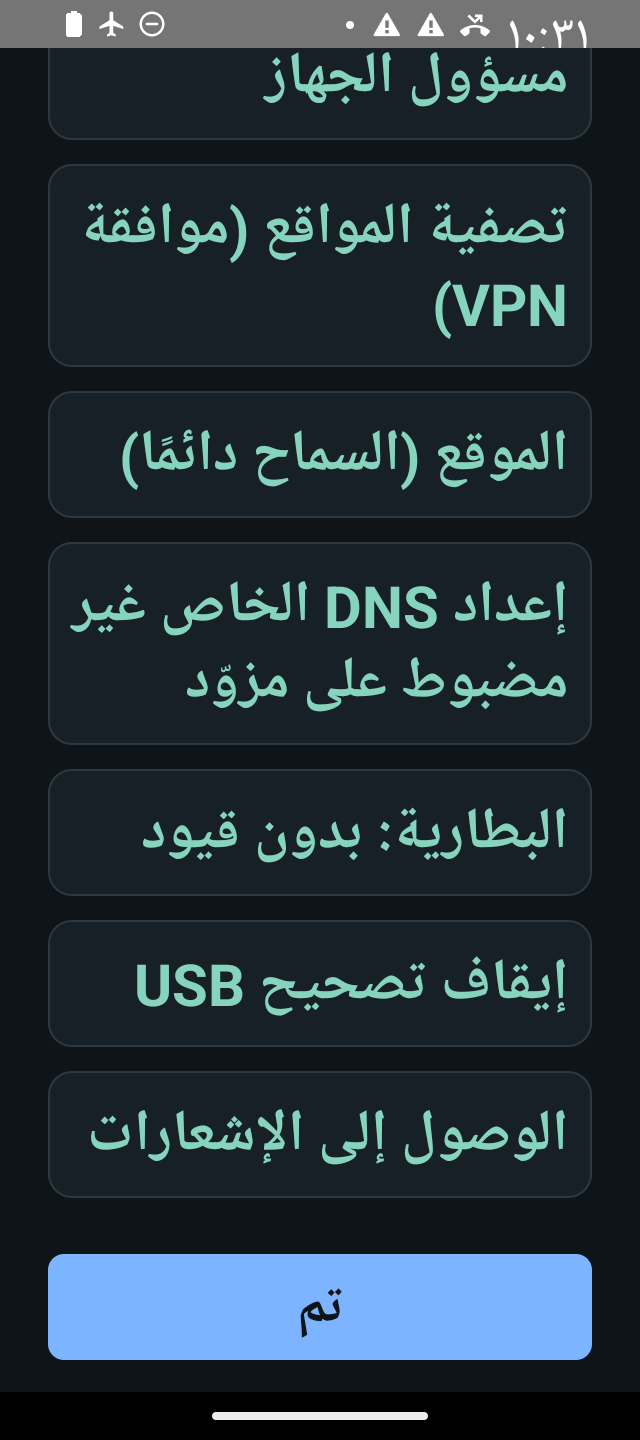 ١٠:٣١
مسؤول الجهاز
تصفية المواقع (موافقة
VPN)
الموقع (السماح دائمًا)
إعداد DNS الخاص غير
مضبوط على مزوّد
البطارية: بدون قيود
إيقاف تصحيح USB
الوصول إلى الإشعارات
تم